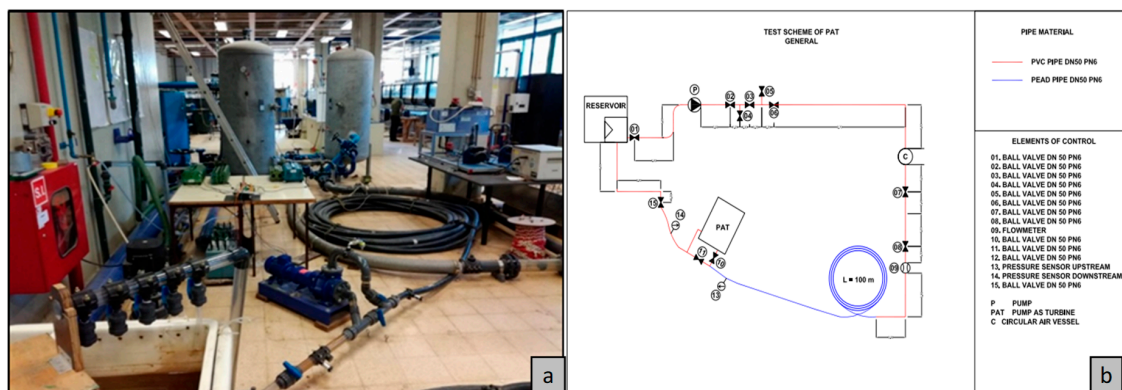 S.I.
a
TEST SCHEME OF PAT
GENERAL
RESERVOIR
P
01
02
03
04
05
06
C
07
08
09
L = 100 m
PAT
10
11
13
14
15
PIPE MATERIAL
PVC PIPE DN50 PN6
PEAD PIPE DN50 PN6
ELEMENTS OF CONTROL
01, BALL VALVE DN 50 PN6
02, BALL VALVE DN 50 PN6
03, BALL VALVE DN 50 PN6
04, BALL VALVE DN 50 PN6
05, BALL VALVE DN 50 PN6
06, BALL VALVE DN 50 PN6
07, BALL VALVE DN 50 PN6
08, BALL VALVE DN 50 PN6
09, FLOWMETER
10, BALL VALVE DN 50 PN6
11, BALL VALVE DN 50 PN6
12, BALL VALVE DN 50 PN6
13, PRESSURE SENSOR UPSTREAM
14, PRESSURE SENSOR DOWNSTREAM
15, BALL VALVE DN 50 PN6
P PUMP
PAT PUMP AS TURBINE
C CIRCULAR AIR VESSEL
b